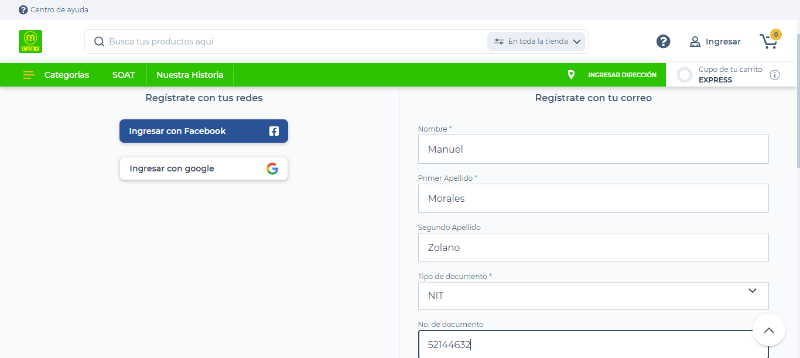 Centro de ayuda
Busca tus productos aquí
En toda la tienda
Ingresar
0
Categorías
SOAT
Nuestra Historia
INGRESAR DIRECCIÓN
Cupo de tu carrito
EXPRESS
Regístrate con tus redes
Ingresar con Facebook
Ingresar con google
Regístrate con tu correo
Nombre *
Manuel
Primer Apellido *
Morales
Segundo Apellido
Zolano
Tipo de documento *
NIT
No. de documento
52144632